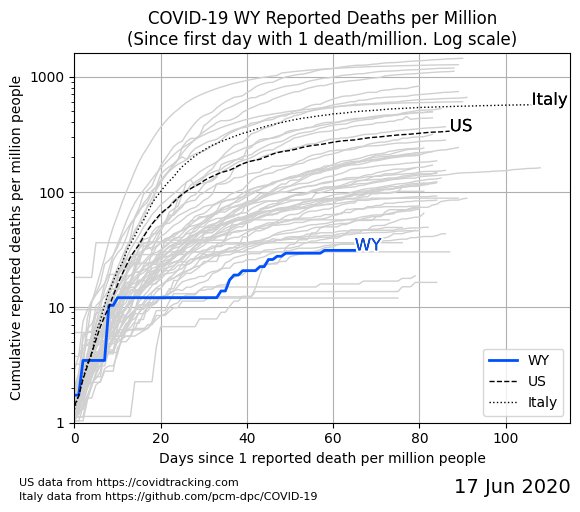 COVID-19 WY Reported Deaths per Million
(Since first day with 1 death/million. Log scale)
Cumulative reported deaths per million people
1000
100
10
1
Italy
US
WY
WY
US
Italy
0 20 40 60 80 100
Days since 1 reported death per million people
US data from https://covidtracking.com
Italy data from https://github.com/pcm-dpc/COVID-19
17 Jun 2020